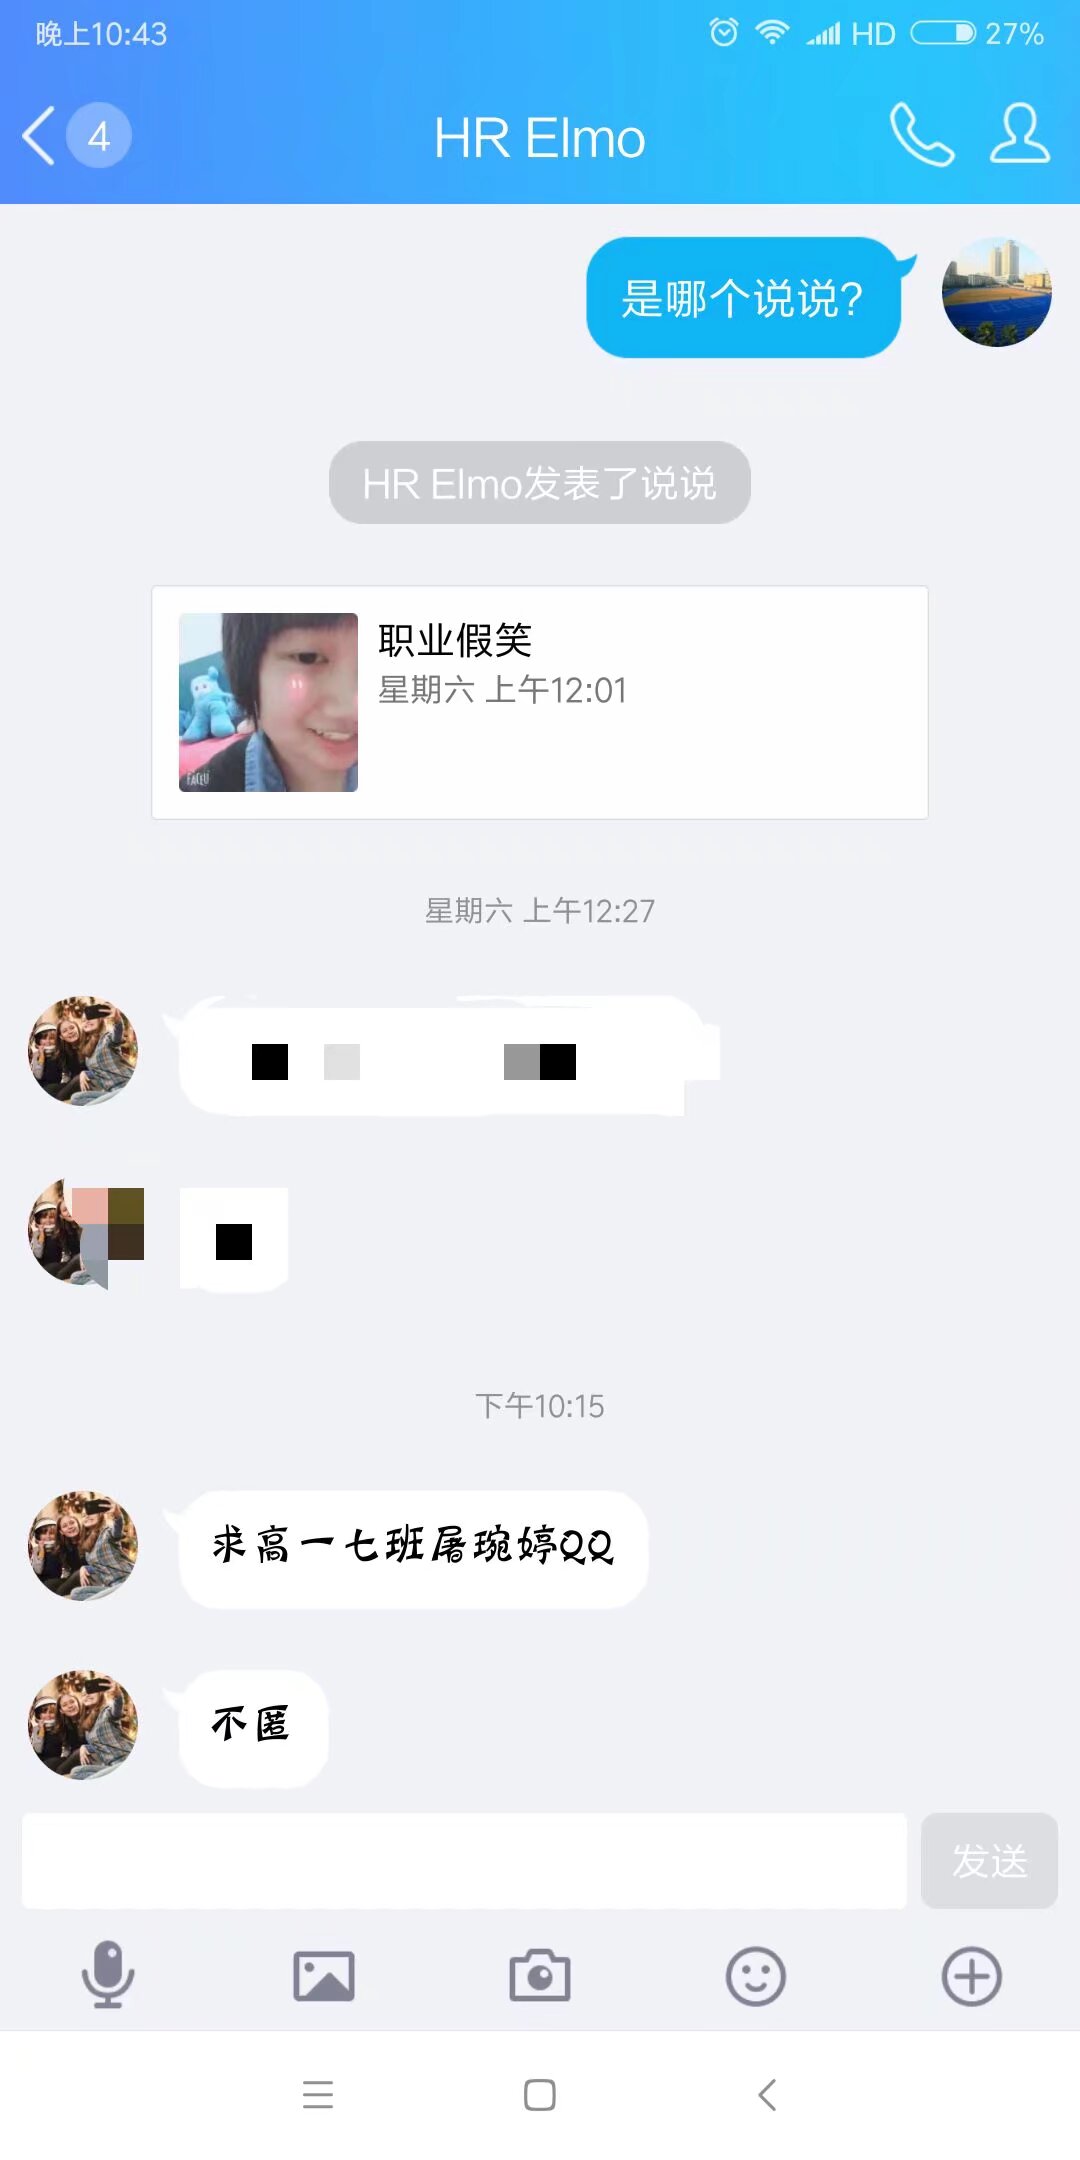 晚上10:43
HD
27%
4
HR Elmo
是哪个说说?
HR Elmo发表了说说
职业假笑
星期六 上午12:01
FACEU
星期六 上午12:27
下午10:15
求高一七班屠琬婷QQ
不匿
发送